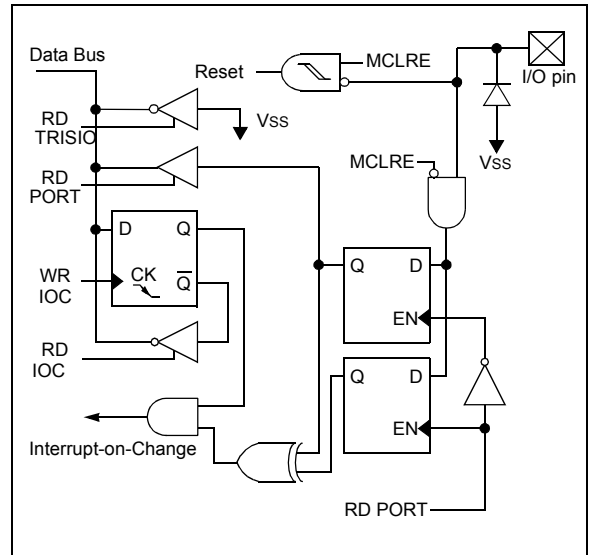 Data Bus
Reset
MCLRE
I/O pin
RD
TRISIO
VSS
VSS
RD
PORT
MCLRE
D
Q
WR
IOC
CK
Q
Q
D
EN
RD
IOC
Q
D
EN
Interrupt-on-Change
RD PORT